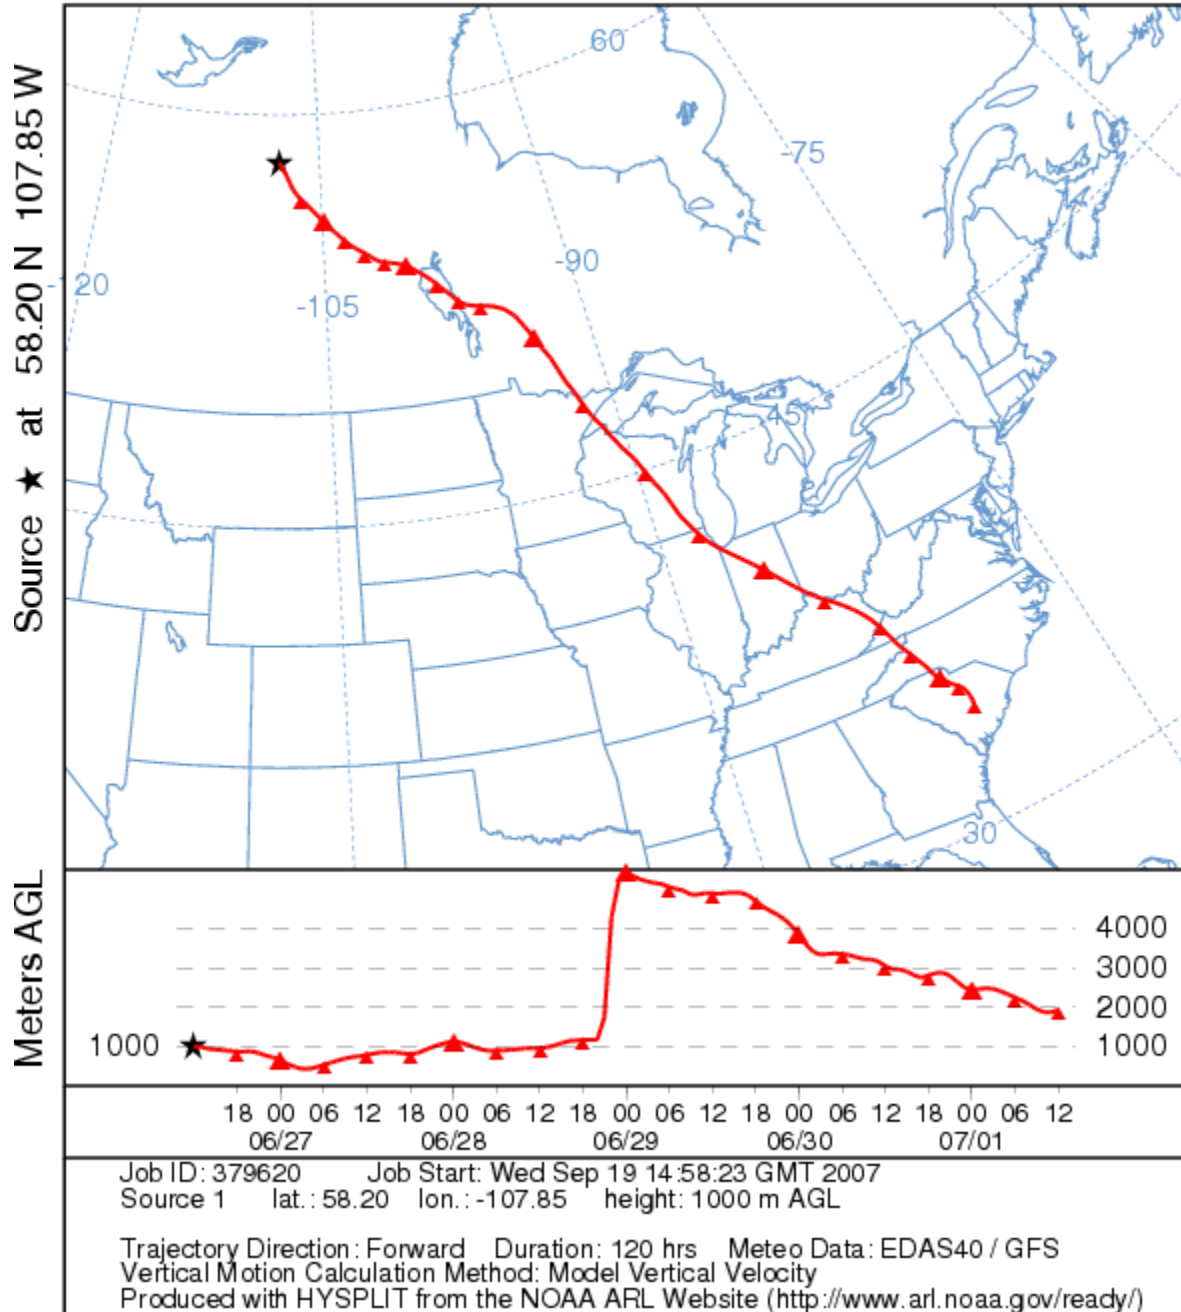 Source ★ at 58.20 N 107.85 W
60
-75
-90
-120
-105
45
30
Meters AGL
4000
3000
2000
1000 1000
18 00 06 12 18 00 06 12 18 00 06 12 18 00 06 12 18 00 06 12
06/27 06/28 06/29 06/30 07/01
Job ID: 379620 Job Start: Wed Sep 19 14:58:23 GMT 2007
Source 1 lat.: 58.20 lon.: -107.85 height: 1000 m AGL
Trajectory Direction: Forward Duration: 120 hrs Meteo Data: EDAS40 / GFS
Vertical Motion Calculation Method: Model Vertical Velocity
Produced with HYSPLIT from the NOAA ARL Website (http://www.arl.noaa.gov/ready/)